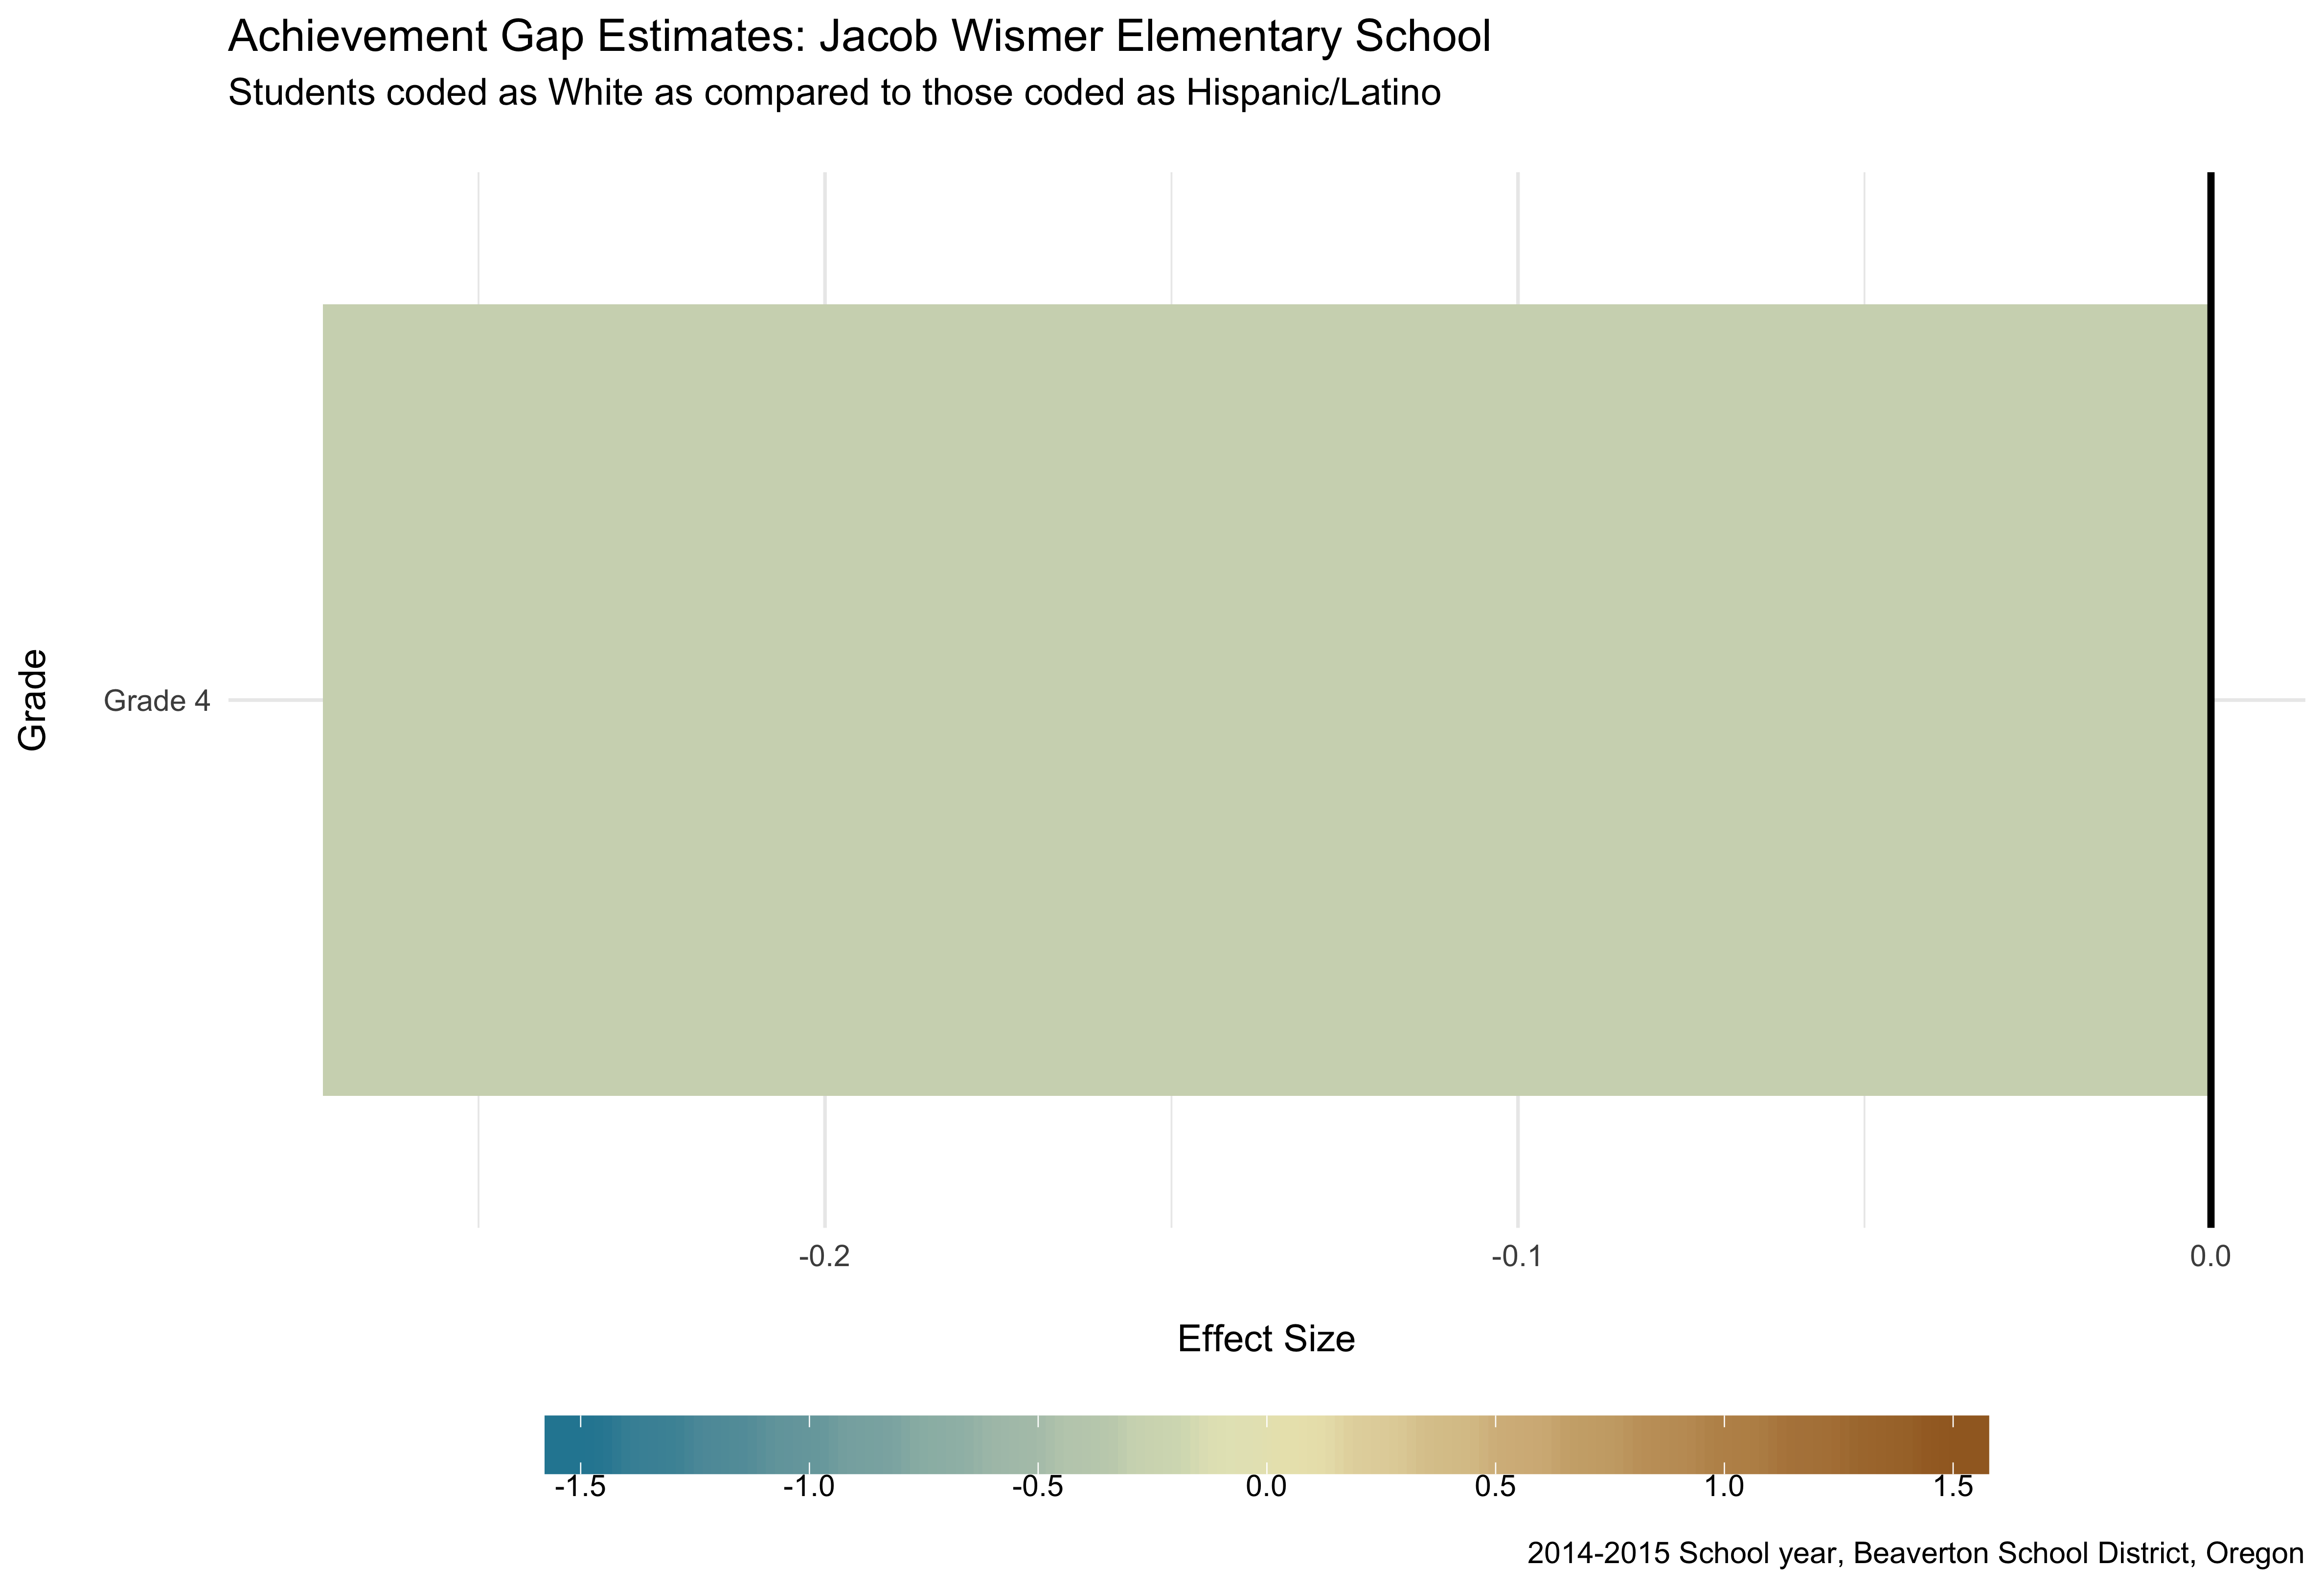 Achievement Gap Estimates: Jacob Wismer Elementary School
Students coded as White as compared to those coded as Hispanic/Latino
Grade
Grade 4
-0.2 -0.1 0.0
Effect Size
-1.5 -1.0 -0.5 0.0 0.5 1.0 1.5
2014-2015 School year, Beaverton School District, Oregon